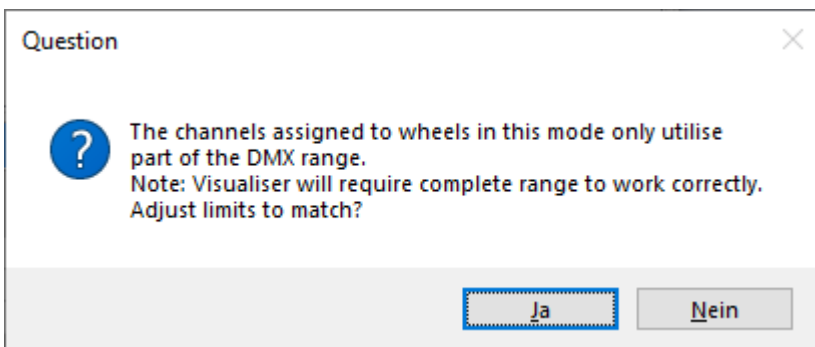 Question
The channels assigned to wheels in this mode only utilise
part of the DMX range.
Note: Visualiser will require complete range to work correctly.
Adjust limits to match?
Ja
Nein